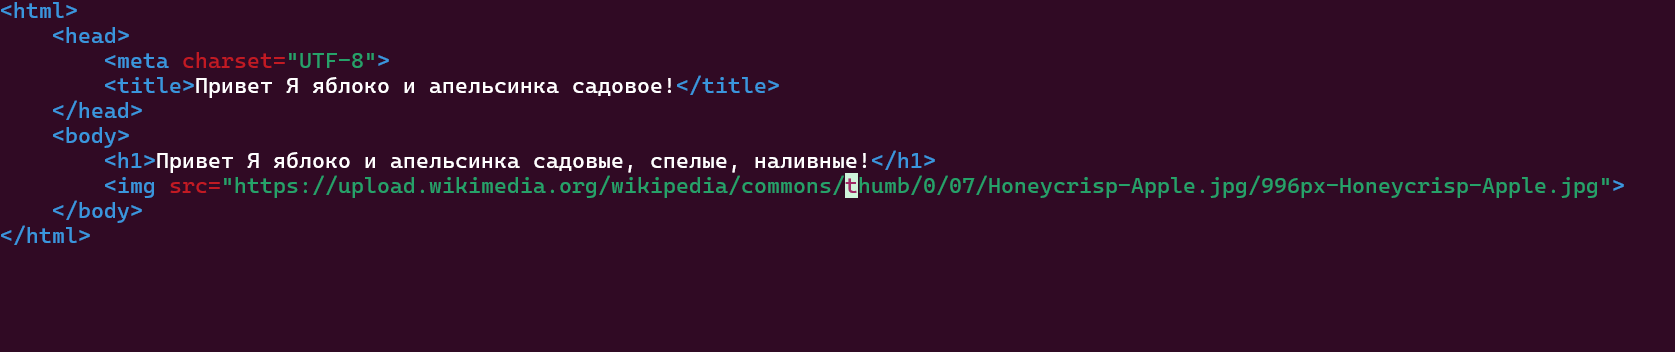 <html>
<head>
<meta charset="UTF-8">
<title>Привет Я яблоко и апельсинка садовое!</title>
</head>
<body>
<h1>Привет Я яблоко и апельсинка садовые, спелые, наливные!</h1>
<img src="https://upload.wikimedia.org/wikipedia/commons/thumb/0/07/Honeycrisp-Apple.jpg/996px-Honeycrisp-Apple.jpg">
</body>
</html>